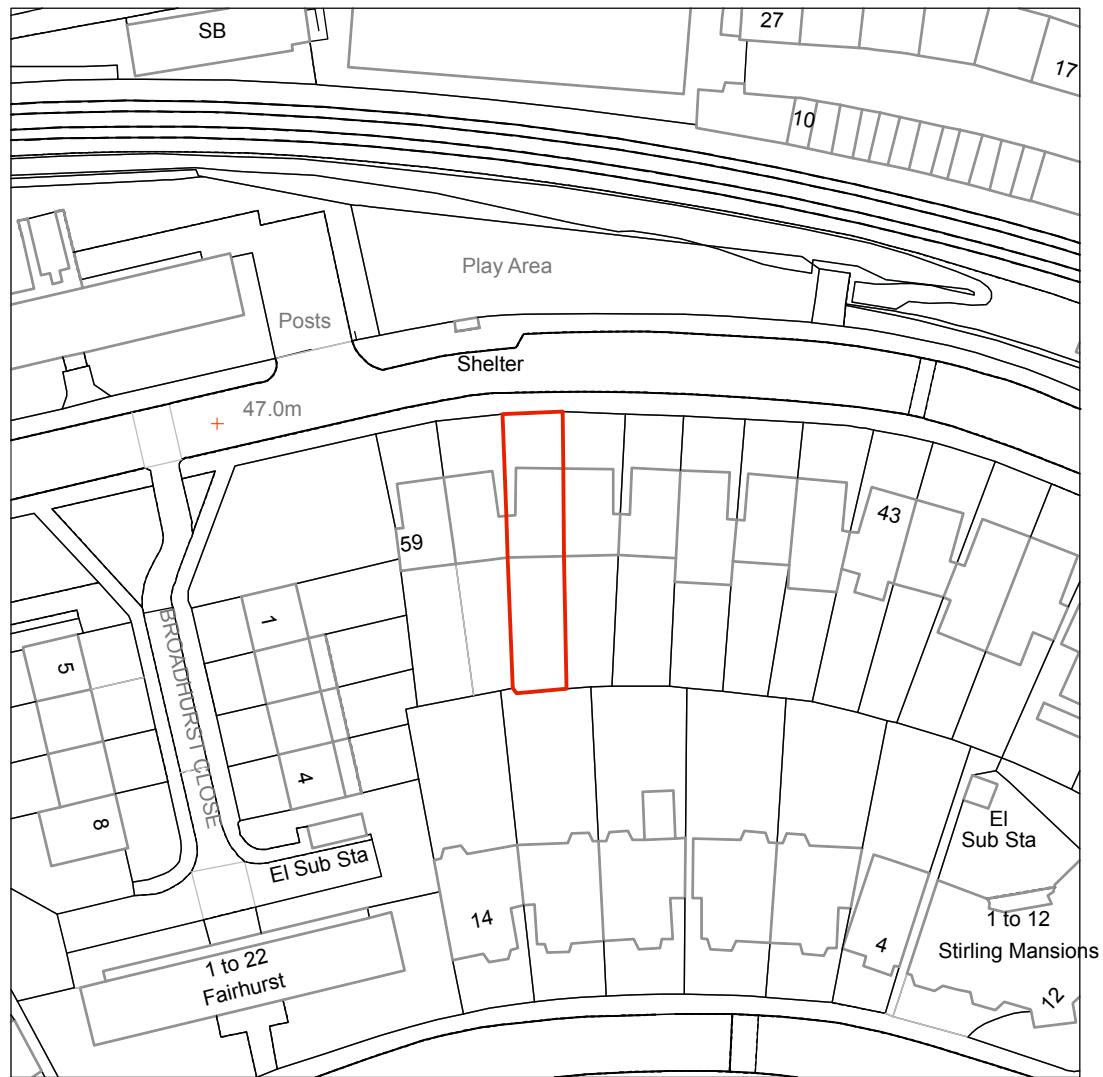 SB
27
17
10
Play Area
Posts
Shelter
47.0m
43
59
1
5
BROADHURST CLOSE
4
8
El Sub Sta
El
Sub Sta
14
4
1 to 12
Stirling Mansions
1 to 22
Fairhurst
12